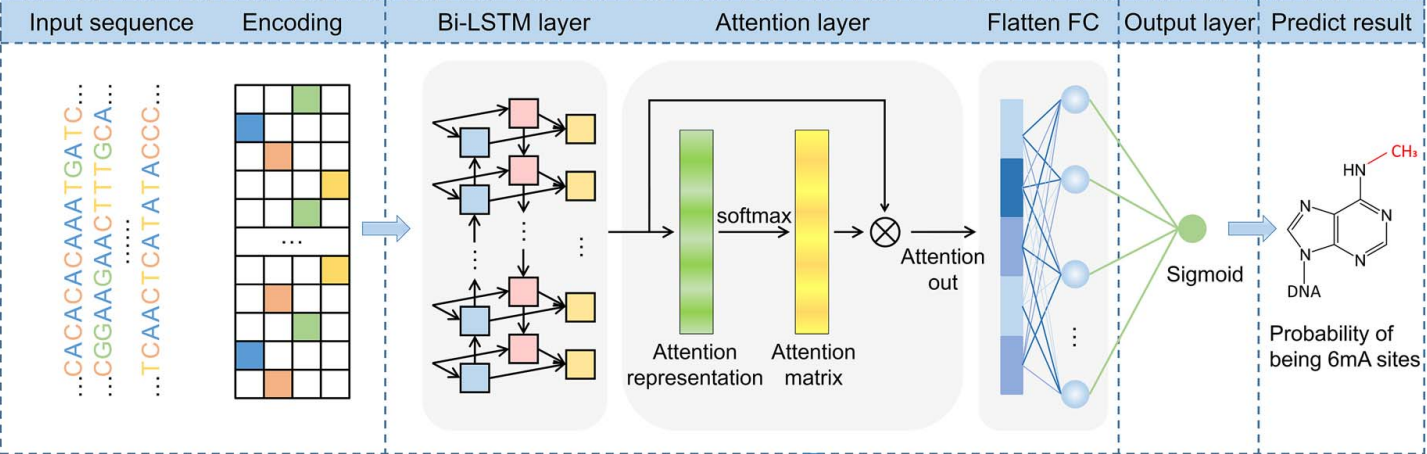 Input sequence
Encoding
Bi-LSTM layer
Attention layer
Flatten FC
Output layer
Predict result
...CACACACAAATGATC...
...CGGAAGAACTTTGCA...
......
...TCAACTCATATACCC...
...
...
...
...
softmax
Attention
representation
Attention
matrix
Attention
out
...
Sigmoid
CH₃
HN
N
N
N
N
DNA
Probability of
being 6mA sites